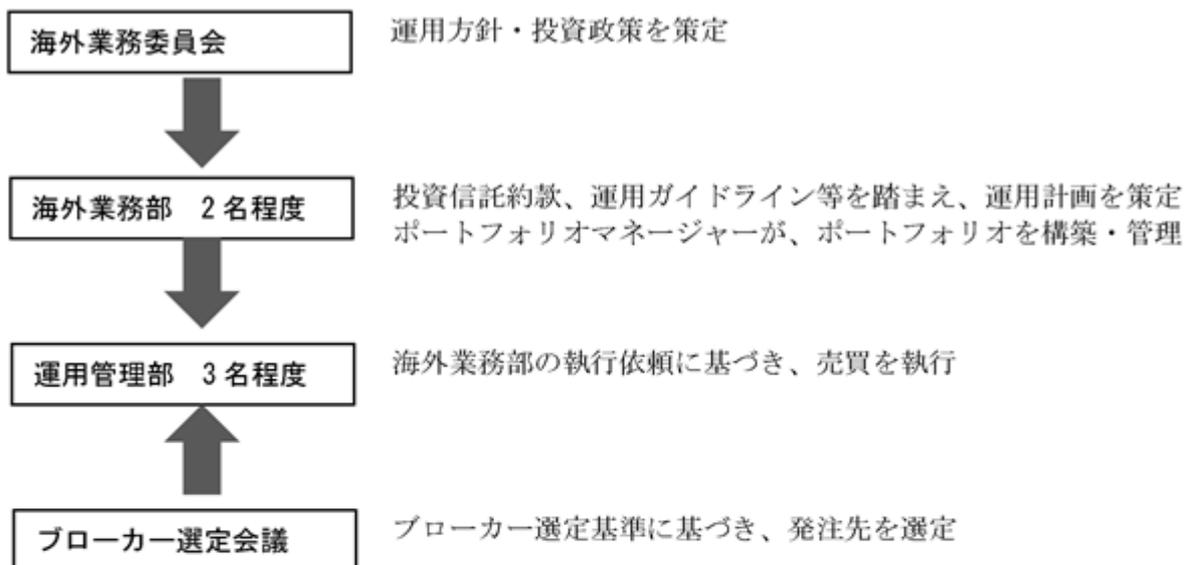 海外業務委員会
運用方針・投資政策を策定
海外業務部 2名程度
投資信託約款、運用ガイドライン等を踏まえ、運用計画を策定
ポートフォリオマネージャーが、ポートフォリオを構築・管理
運用管理部 3名程度
海外業務部の執行依頼に基づき、売買を執行
ブローカー選定会議
ブローカー選定基準に基づき、発注先を選定